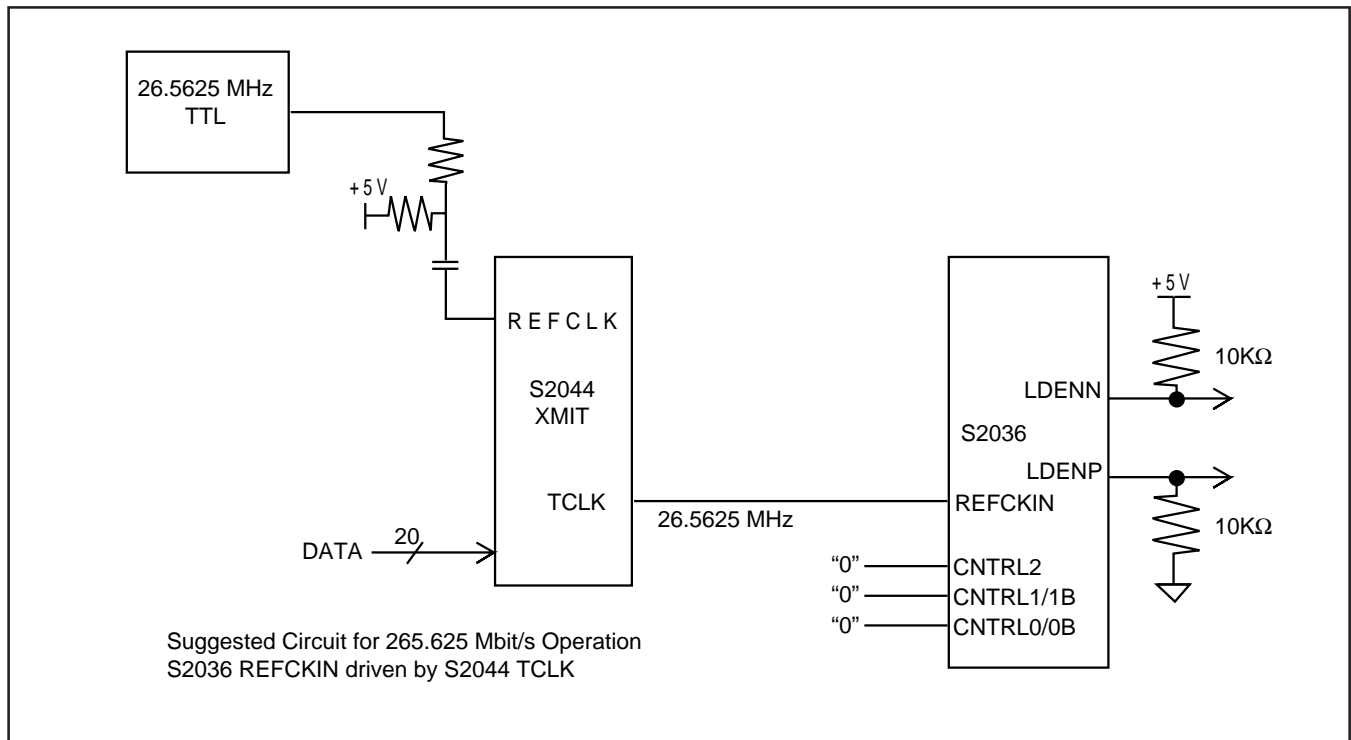 26.5625 MHz
TTL
+5V
REFCLK
S2044
XMIT
TCLK
DATA
20
26.5625 MHz
+5V
10KΩ
LDENN
S2036
LDENP
REFCKIN
10KΩ
"0"
CNTRL2
"0"
CNTRL1/1B
"0"
CNTRL0/0B
Suggested Circuit for 265.625 Mbit/s Operation
S2036 REFCKIN driven by S2044 TCLK